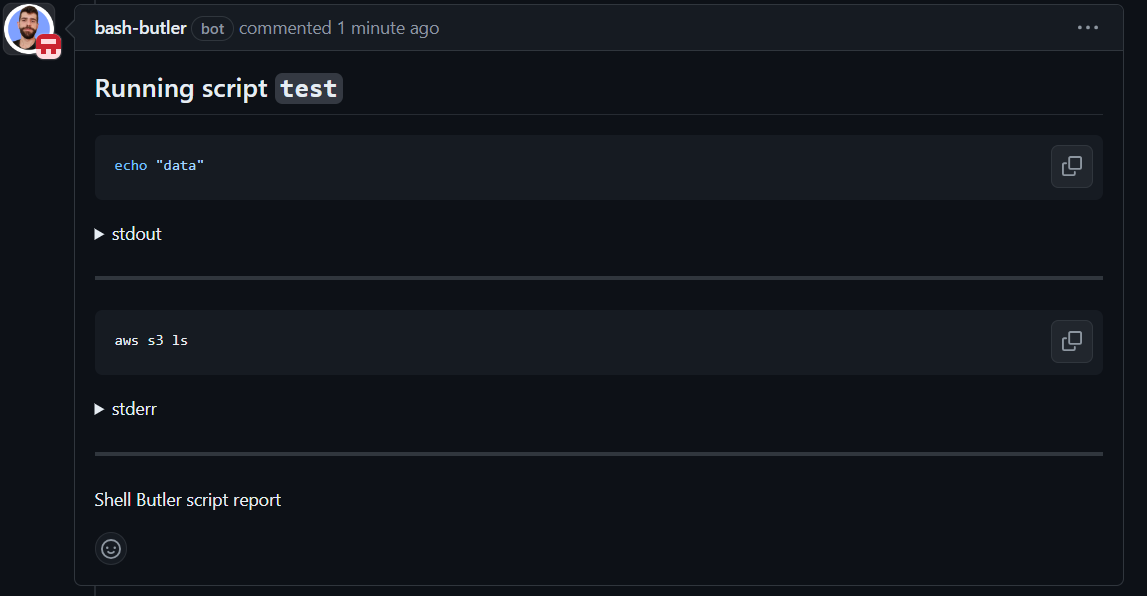 bash-butler bot commented 1 minute ago
Running script test
echo "data"
stdout
aws s3 ls
stderr
Shell Butler script report